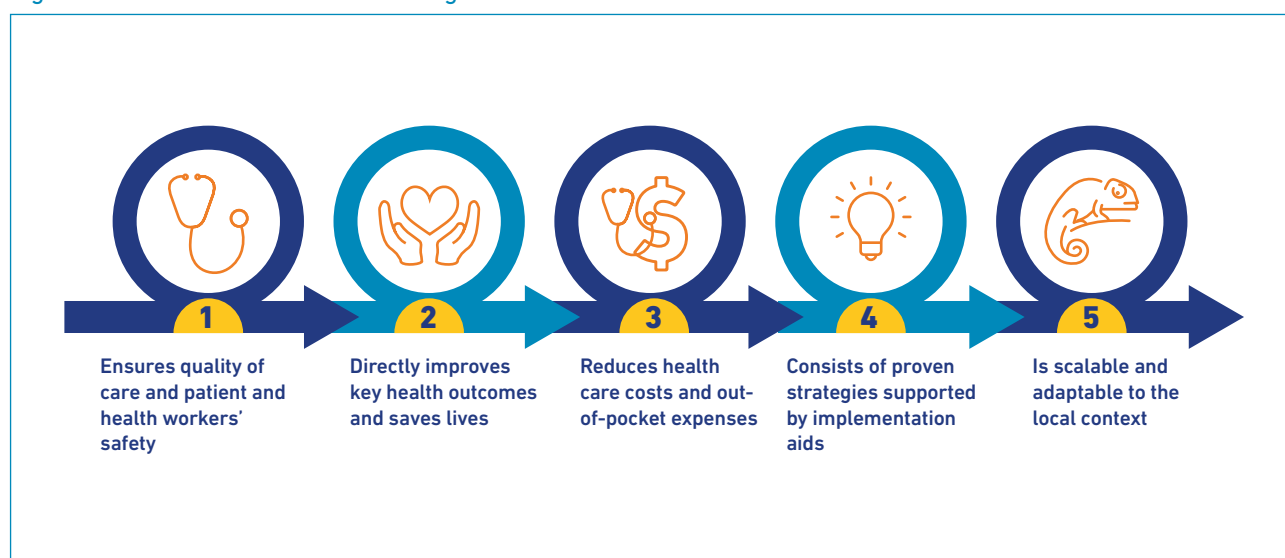 1
Ensures quality of
care and patient and
health workers'
safety
2
Directly improves
key health outcomes
and saves lives
3
Reduces health
care costs and out-
of-pocket expenses
4
Consists of proven
strategies supported
by implementation
aids
5
Is scalable and
adaptable to the
local context